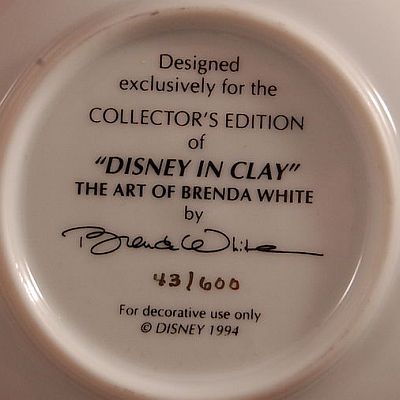 Designed
exclusively for the
COLLECTOR'S EDITION
of
"DISNEY IN CLAY"
THE ART OF BRENDA WHITE
by
Brenda White
43/600
For decorative use only
© DISNEY 1994